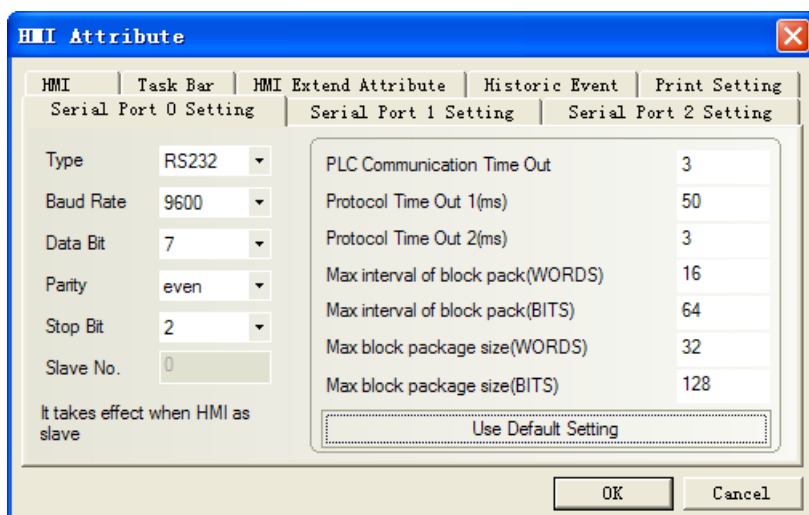 HMI Attribute
HMI Task Bar HMI Extend Attribute Historic Event Print Setting
Serial Port 0 Setting Serial Port 1 Setting Serial Port 2 Setting
Type RS232
Baud Rate 9600
Data Bit 7
Parity even
Stop Bit 2
Slave No. 0
It takes effect when HMI as
slave
PLC Communication Time Out 3
Protocol Time Out 1(ms) 50
Protocol Time Out 2(ms) 3
Max interval of block pack(WORDS) 16
Max interval of block pack(BITS) 64
Max block package size(WORDS) 32
Max block package size(BITS) 128
Use Default Setting
OK Cancel